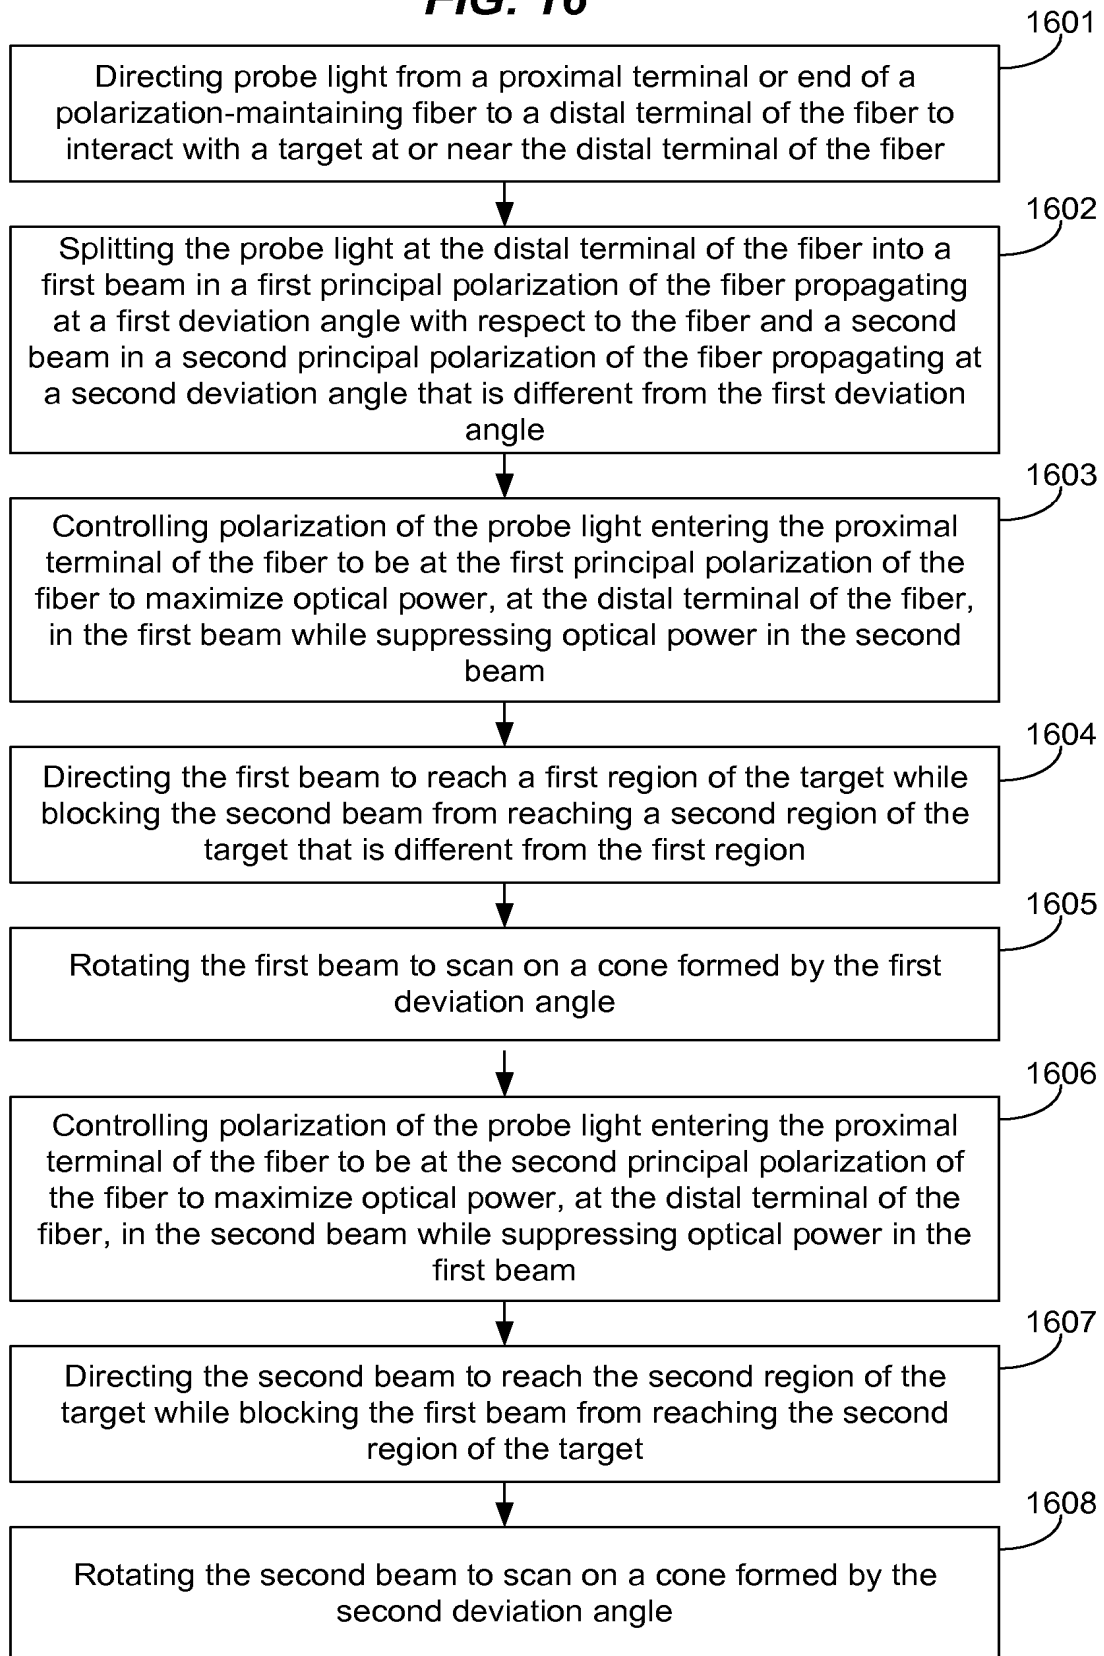 FIG. 16
1601
Directing probe light from a proximal terminal or end of a
polarization-maintaining fiber to a distal terminal of the fiber to
interact with a target at or near the distal terminal of the fiber
1602
Splitting the probe light at the distal terminal of the fiber into a
first beam in a first principal polarization of the fiber propagating
at a first deviation angle with respect to the fiber and a second
beam in a second principal polarization of the fiber propagating at
a second deviation angle that is different from the first deviation
angle
1603
Controlling polarization of the probe light entering the proximal
terminal of the fiber to be at the first principal polarization of the
fiber to maximize optical power, at the distal terminal of the fiber,
in the first beam while suppressing optical power in the second
beam
1604
Directing the first beam to reach a first region of the target while
blocking the second beam from reaching a second region of the
target that is different from the first region
1605
Rotating the first beam to scan on a cone formed by the first
deviation angle
1606
Controlling polarization of the probe light entering the proximal
terminal of the fiber to be at the second principal polarization of
the fiber to maximize optical power, at the distal terminal of the
fiber, in the second beam while suppressing optical power in the
first beam
1607
Directing the second beam to reach the second region of the
target while blocking the first beam from reaching the second
region of the target
1608
Rotating the second beam to scan on a cone formed by the
second deviation angle